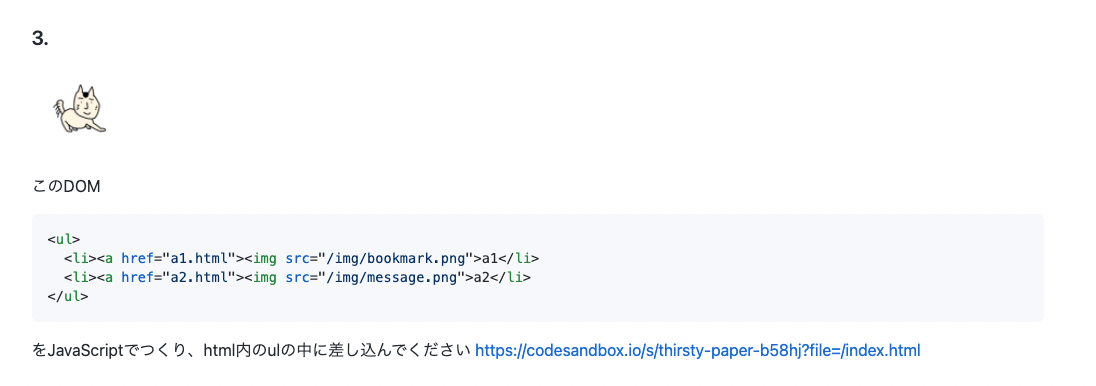 3.
このDOM
<ul>
<li><a href="a1.html"><img src="/img/bookmark.png">a1</li>
<li><a href="a2.html"><img src="/img/message.png">a2</li>
</ul>
をJavaScriptでつくり、html内のulの中に差し込んでください https://codesandbox.io/s/thirsty-paper-b58hj?file=/index.html